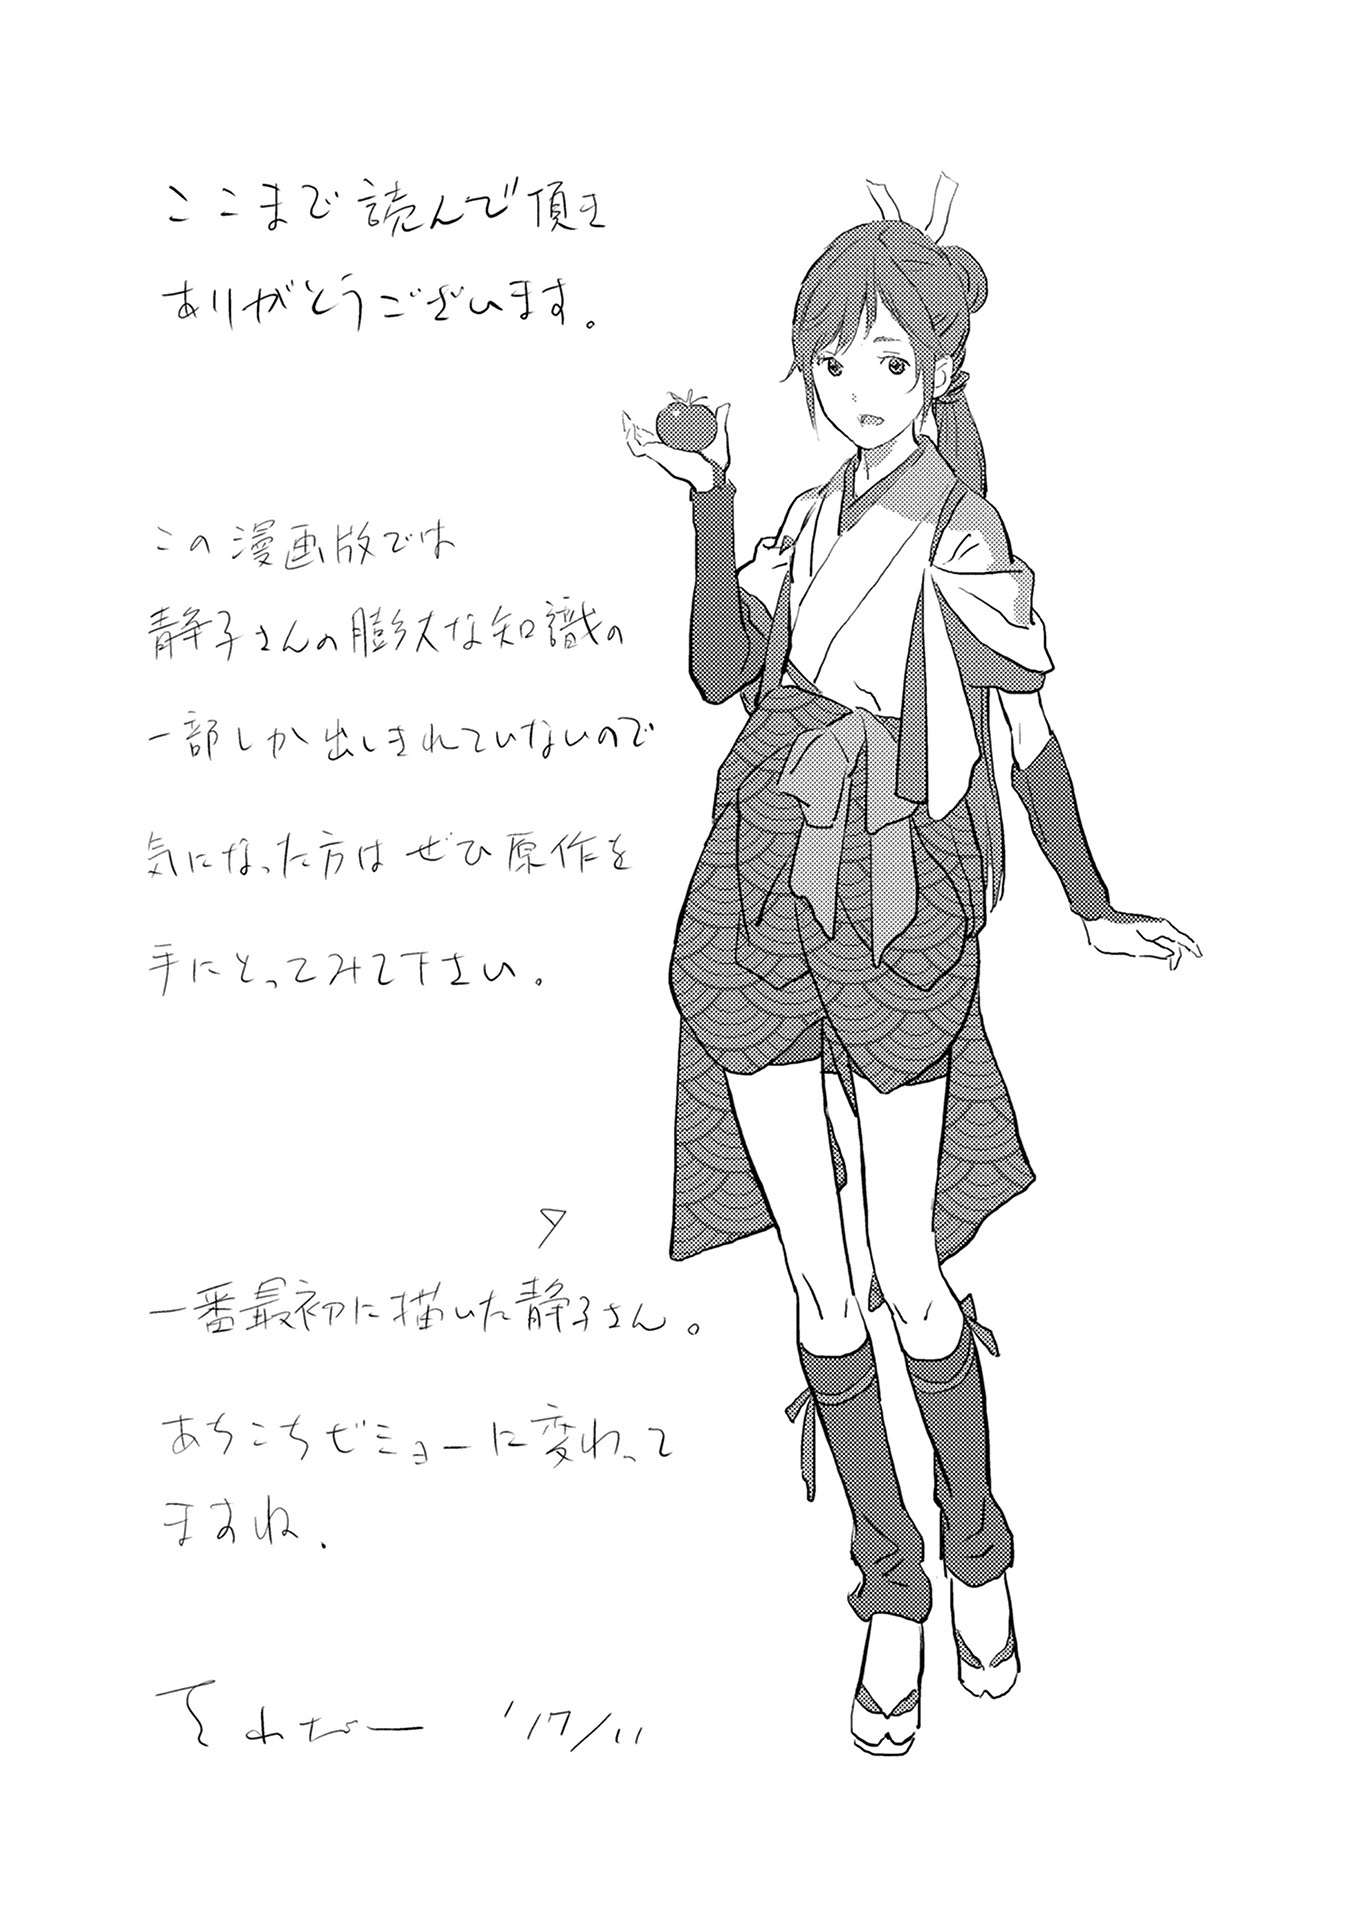 ここまで読んで頂き
ありがとうございます。
この漫画版では
静子さんの膨大な知識の
一部しか出しきれていないので
気になった方はぜひ原作を
手にとってみて下さい。
一番最初に描いた静子さん。
あちこちビミョーに変わって
ますね、
'17/11